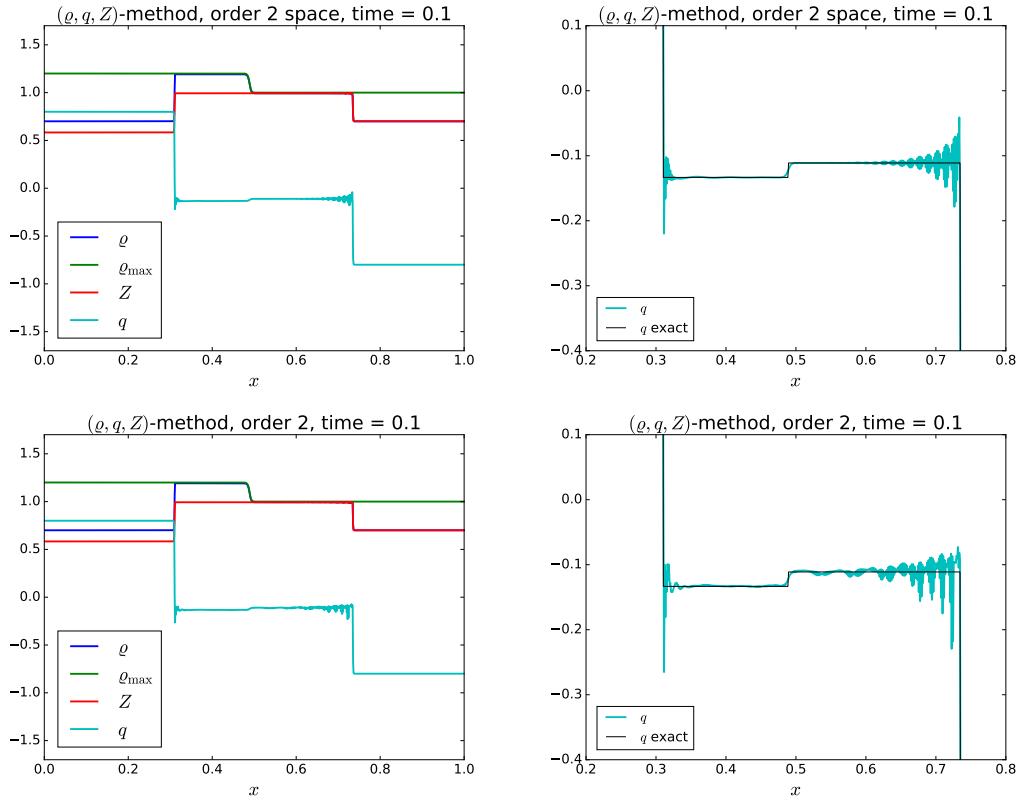 (ϱ, q, Z)-method, order 2 space, time = 0.1
1.5
1.0
0.5
0.0
−0.5
−1.0
−1.5
ϱ
ϱmax
Z
q
0.0 0.2 0.4 0.6 0.8 1.0
x
(ϱ, q, Z)-method, order 2 space, time = 0.1
0.1
0.0
−0.1
−0.2
−0.3
−0.4
q
q exact
0.2 0.3 0.4 0.5 0.6 0.7 0.8
x
(ϱ, q, Z)-method, order 2, time = 0.1
1.5
1.0
0.5
0.0
−0.5
−1.0
−1.5
ϱ
ϱmax
Z
q
0.0 0.2 0.4 0.6 0.8 1.0
x
(ϱ, q, Z)-method, order 2, time = 0.1
0.1
0.0
−0.1
−0.2
−0.3
−0.4
q
q exact
0.2 0.3 0.4 0.5 0.6 0.7 0.8
x